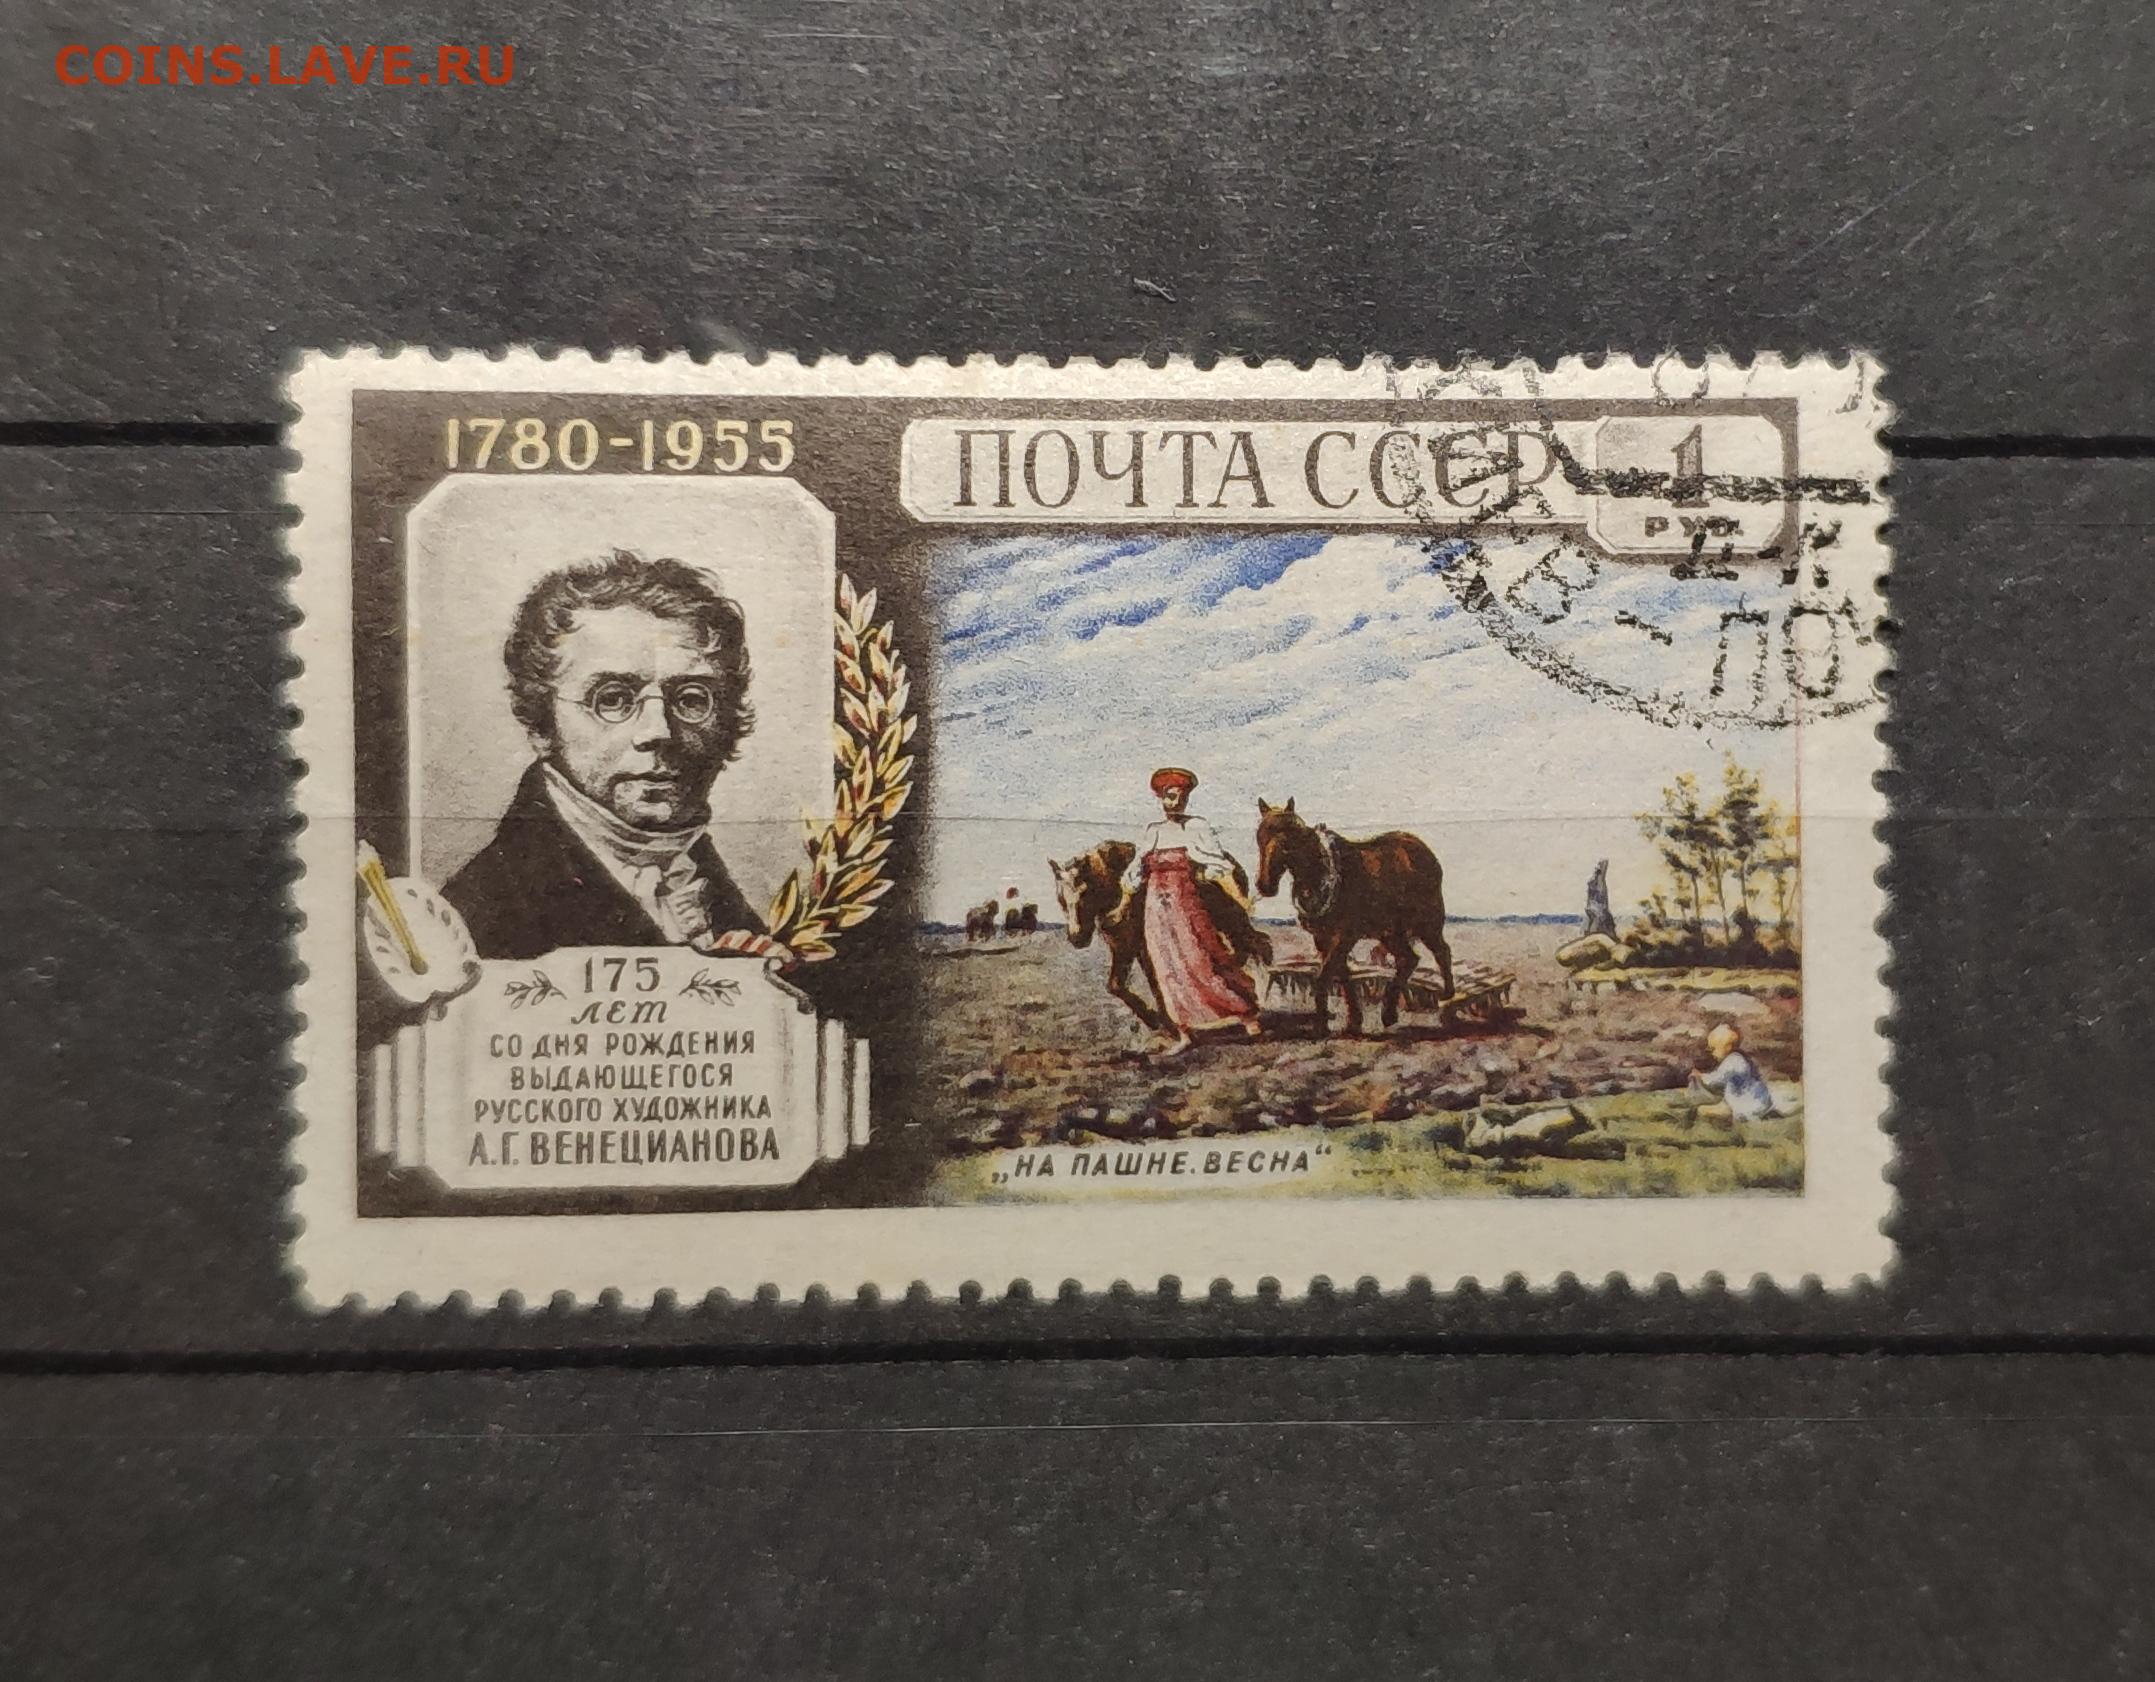 COINS.LAVE.RU
1780-1955
ПОЧТА СССР
1
РУБ.
175
ЛЕТ
СО ДНЯ РОЖДЕНИЯ
ВЫДАЮЩЕГОСЯ
РУССКОГО ХУДОЖНИКА
А.Г. ВЕНЕЦИАНОВА
„НА ПАШНЕ. ВЕСНА“